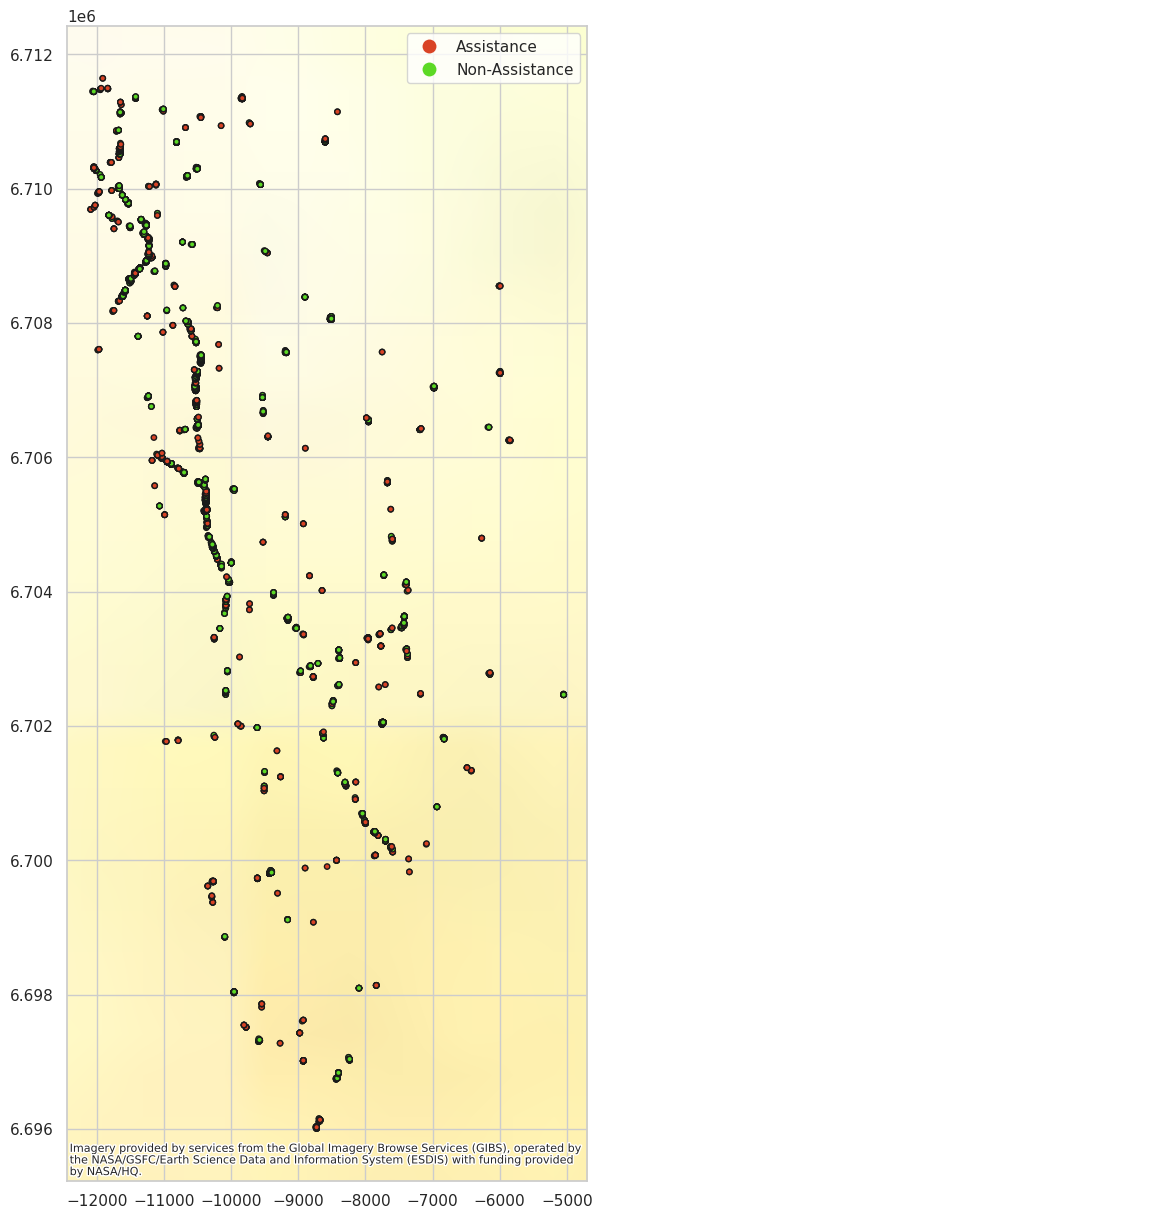 1e6
6.712
Assistance
Non-Assistance
6.710
6.708
6.706
6.704
6.702
6.700
6.698
6.696
Imagery provided by services from the Global Imagery Browse Services (GIBS), operated by
the NASA/GSFC/Earth Science Data and Information System (ESDIS) with funding provided
by NASA/HQ.
−12000 −11000 −10000 −9000 −8000 −7000 −6000 −5000